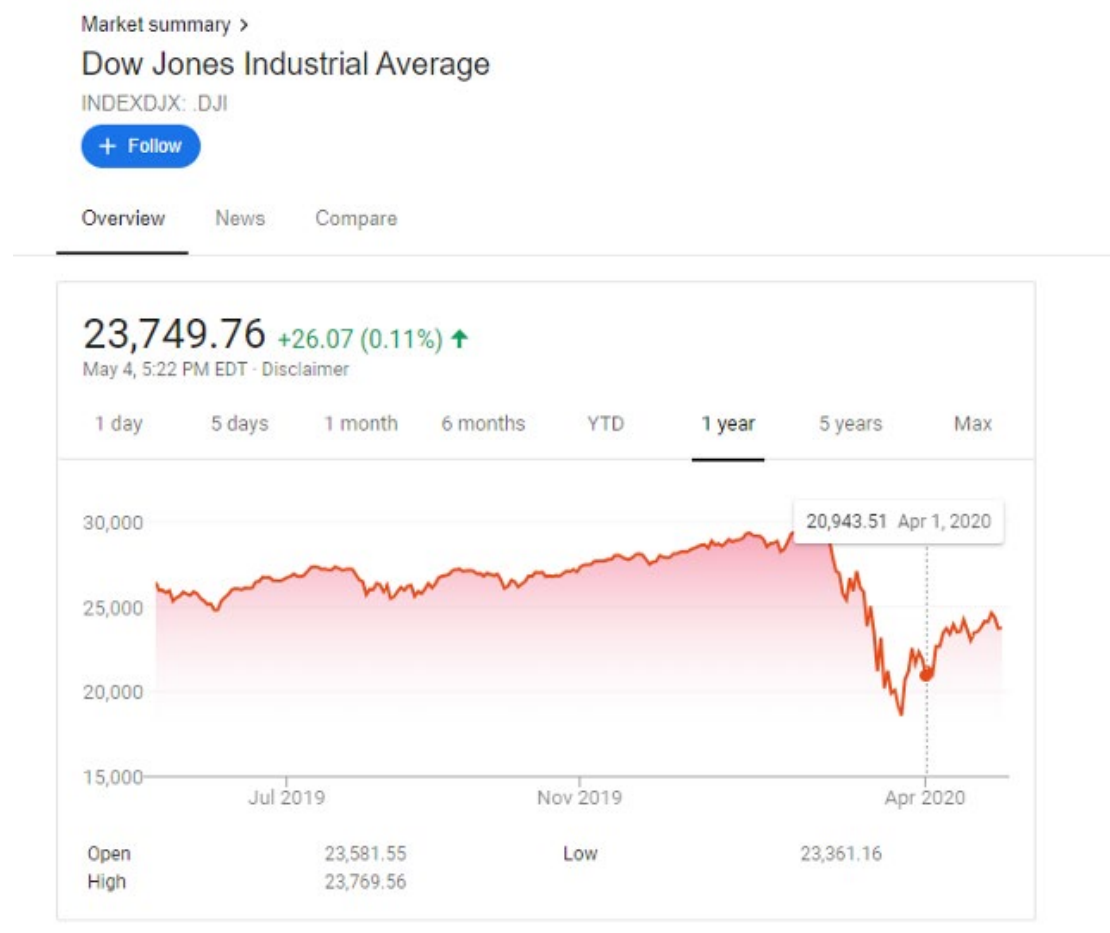 Market summary >
Dow Jones Industrial Average
INDEXDJX: .DJI
+ Follow
Overview News Compare
23,749.76 +26.07 (0.11%) ↑
May 4, 5:22 PM EDT · Disclaimer
1 day 5 days 1 month 6 months YTD 1 year 5 years Max
30,000
20,943.51 Apr 1, 2020
25,000
20,000
15,000
Jul 2019 Nov 2019 Apr 2020
Open 23,581.55 Low 23,361.16
High 23,769.56